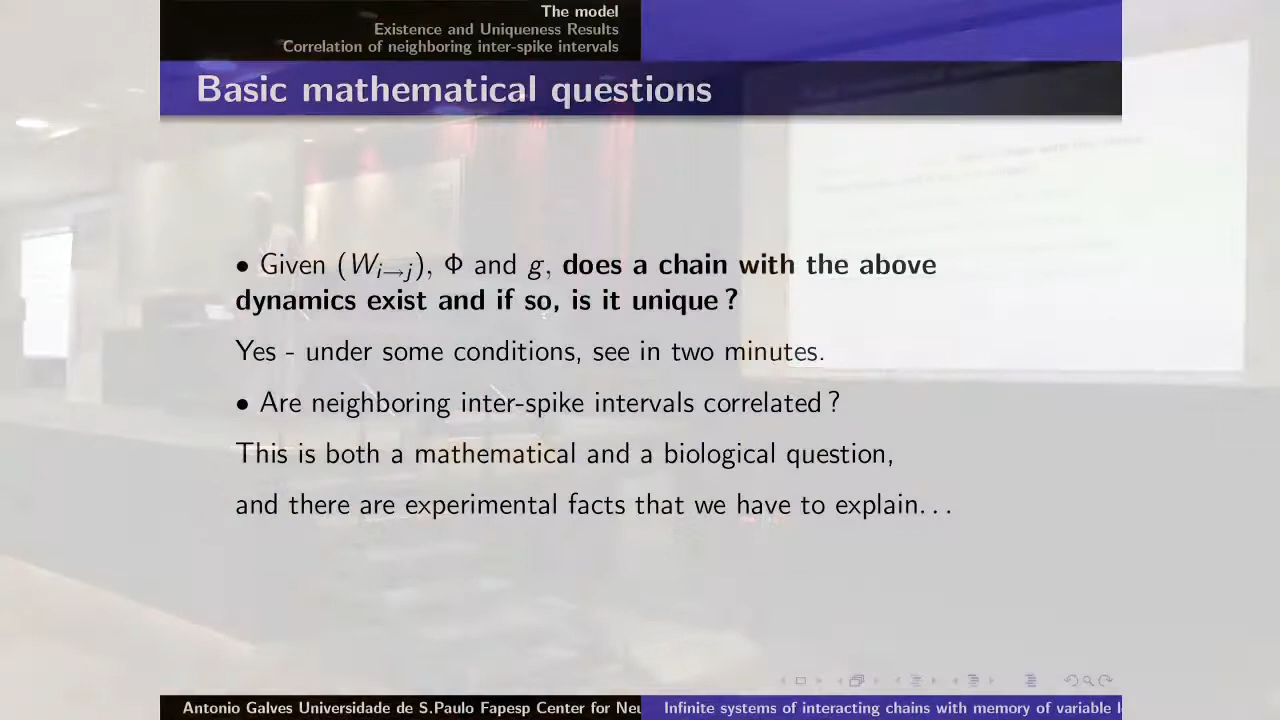 The model
Existence and Uniqueness Results
Correlation of neighboring inter-spike intervals
Basic mathematical questions
• Given (W_{i→j}), Φ and g, does a chain with the above
dynamics exist and if so, is it unique ?
Yes - under some conditions, see in two minutes.
• Are neighboring inter-spike intervals correlated ?
This is both a mathematical and a biological question,
and there are experimental facts that we have to explain...
Antonio Galves Universidade de S.Paulo Fapesp Center for Neu
Infinite systems of interacting chains with memory of variable l